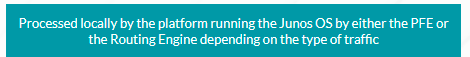 Processed locally by the platform running the Junos OS by either the PFE or
the Routing Engine depending on the type of traffic